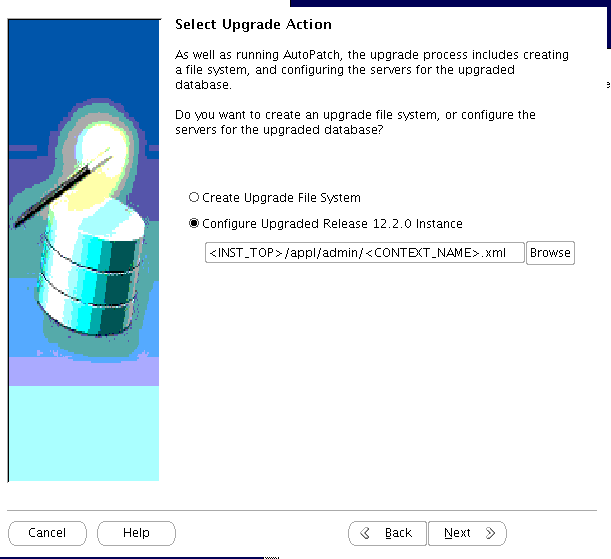 Select Upgrade Action
As well as running AutoPatch, the upgrade process includes creating
a file system, and configuring the servers for the upgraded
database.
Do you want to create an upgrade file system, or configure the
servers for the upgraded database?
Create Upgrade File System
Configure Upgraded Release 12.2.0 Instance
<INST_TOP>/appl/admin/<CONTEXT_NAME>.xml Browse
Cancel Help Back Next